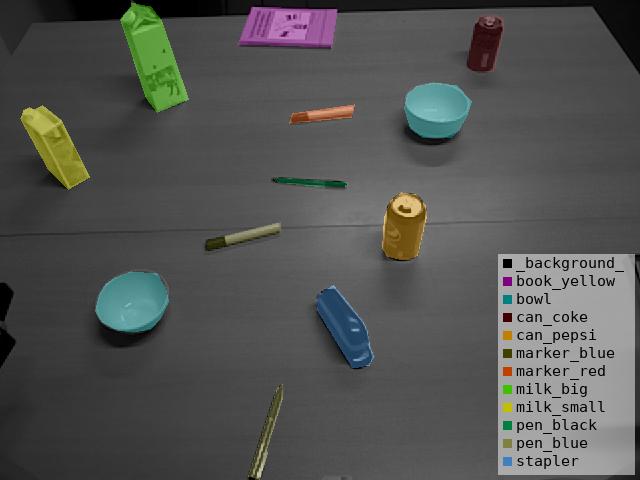 _background_
book_yellow
bowl
can_coke
can_pepsi
marker_blue
marker_red
milk_big
milk_small
pen_black
pen_blue
stapler